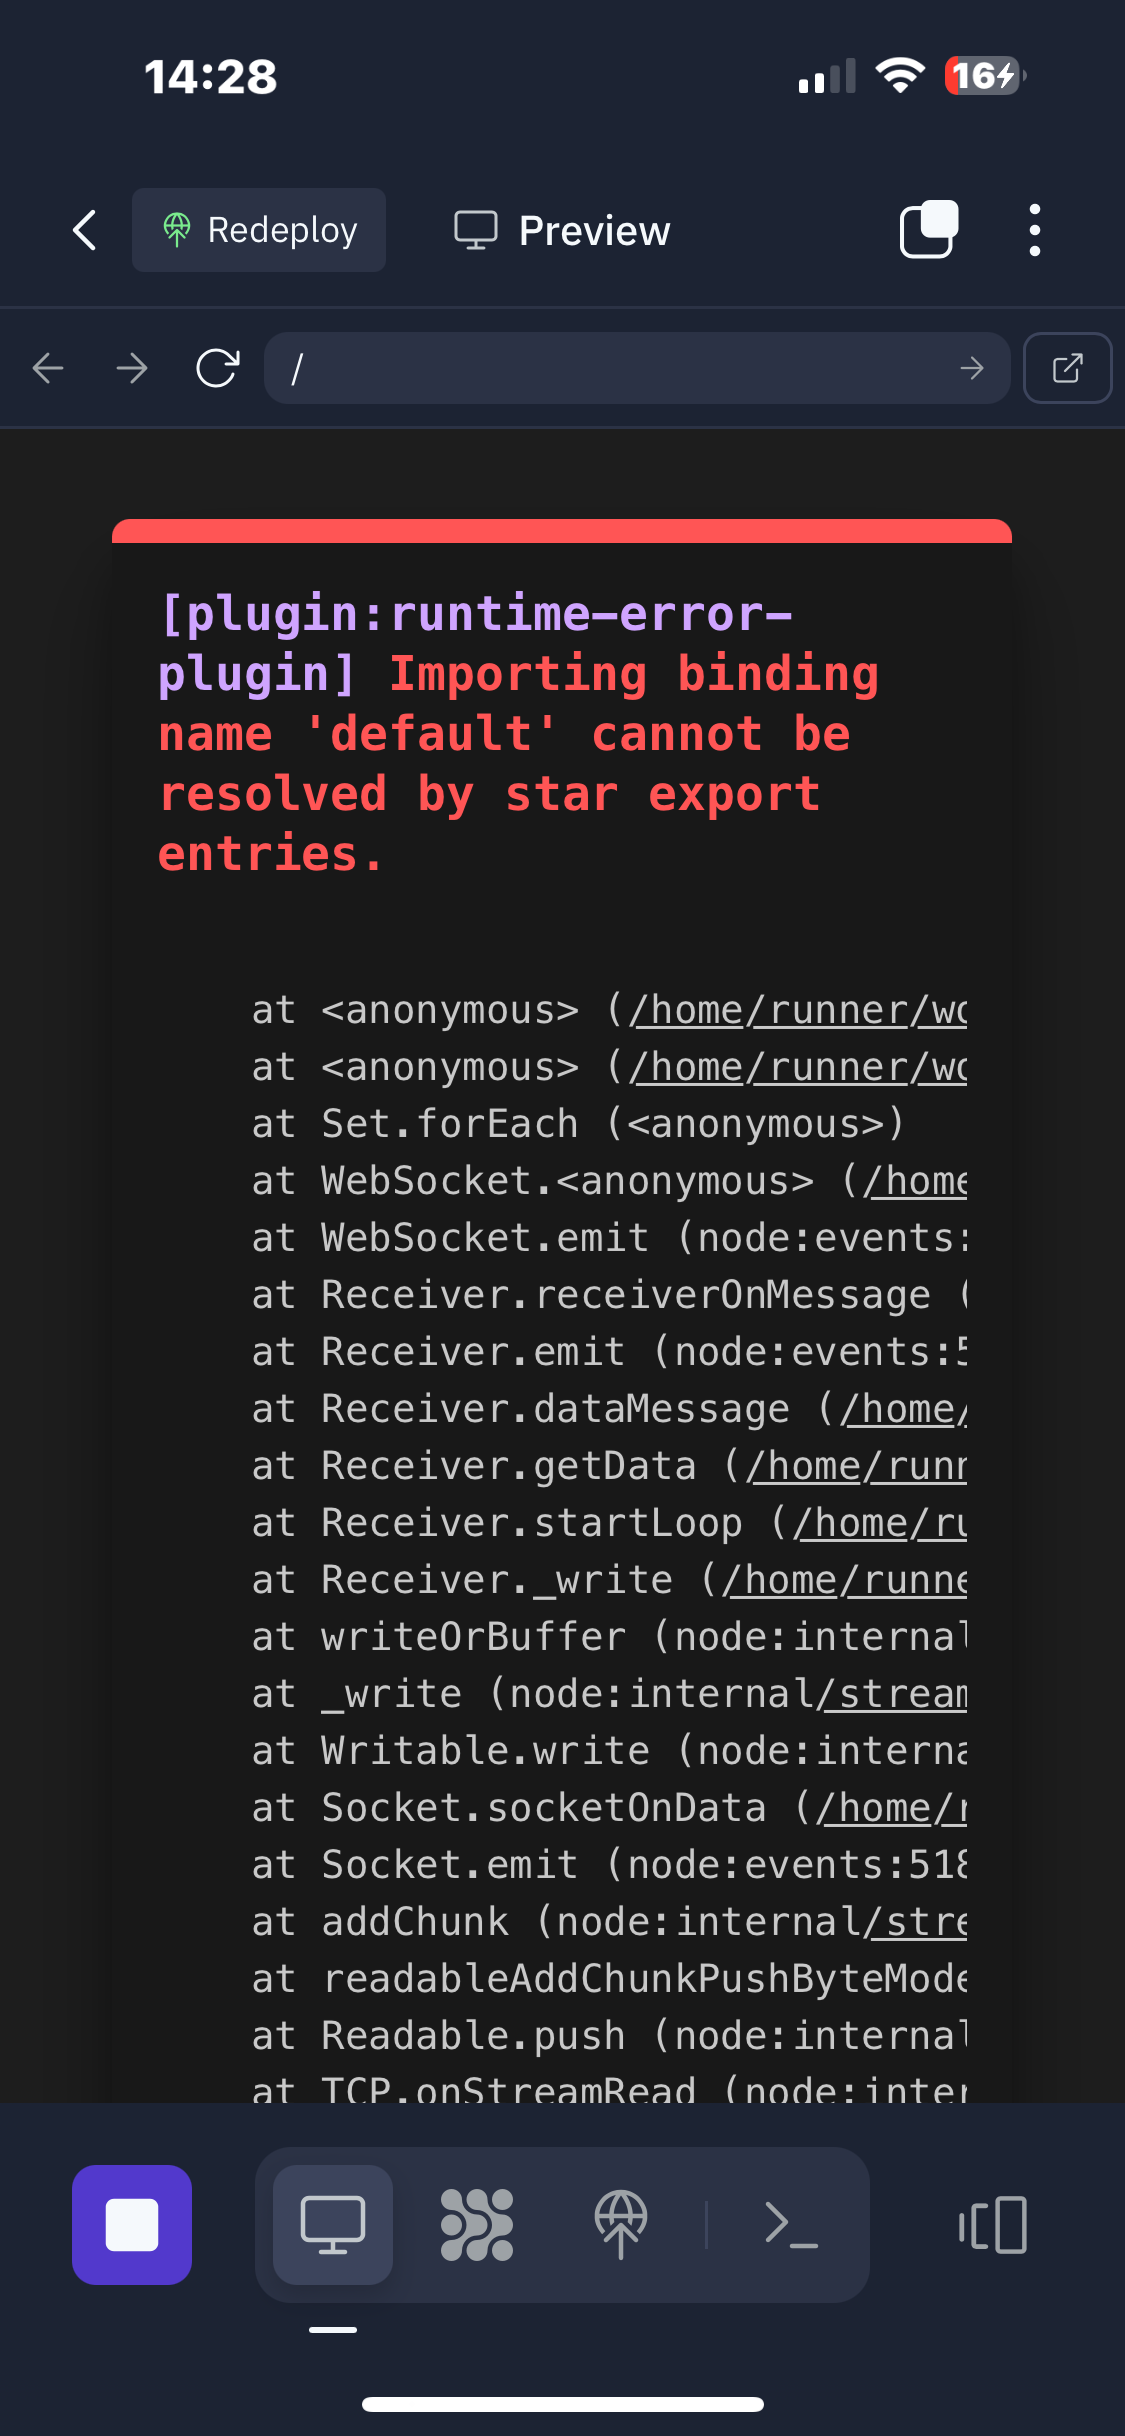 14:28
16
Redeploy
Preview
/
[plugin:runtime-error-
plugin] Importing binding
name 'default' cannot be
resolved by star export
entries.
at <anonymous> (/home/runner/wo
at <anonymous> (/home/runner/wo
at Set.forEach (<anonymous>)
at WebSocket.<anonymous> (/home
at WebSocket.emit (node:events:
at Receiver.receiverOnMessage (
at Receiver.emit (node:events:5
at Receiver.dataMessage (/home/
at Receiver.getData (/home/runn
at Receiver.startLoop (/home/ru
at Receiver._write (/home/runne
at writeOrBuffer (node:internal
at _write (node:internal/stream
at Writable.write (node:interna
at Socket.socketOnData (/home/r
at Socket.emit (node:events:518
at addChunk (node:internal/stre
at readableAddChunkPushByteMode
at Readable.push (node:internal
at TCP.onStreamRead (node:inter